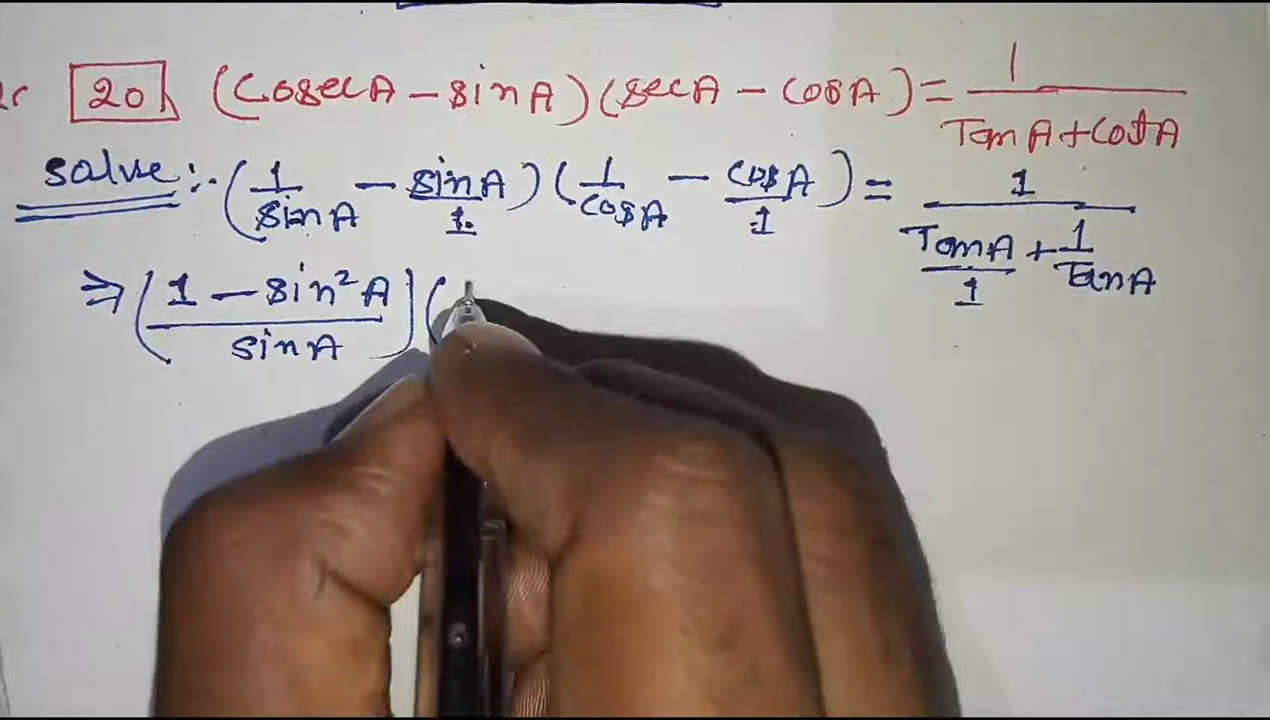 20 (CosecA - sinA)(secA - cosA) = 1/(TanA + CotA)
solve :- (1/sinA - sinA/1)(1/cosA - cosA/1) = 1/(TanA/1 + 1/TanA)
⇒ ((1 - sin²A)/sinA)(